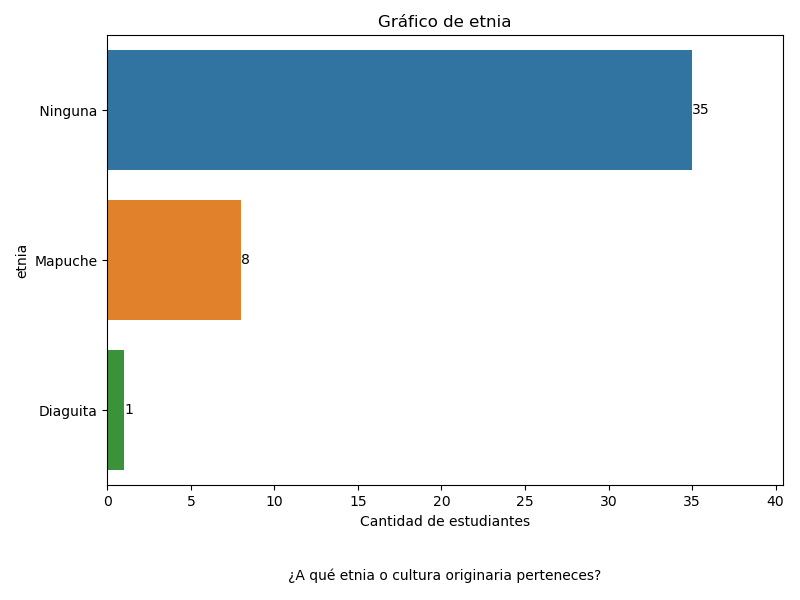 Gráfico de etnia
Ninguna
35
Mapuche
8
Diaguita
1
etnia
0 5 10 15 20 25 30 35 40
Cantidad de estudiantes
¿A qué etnia o cultura originaria perteneces?